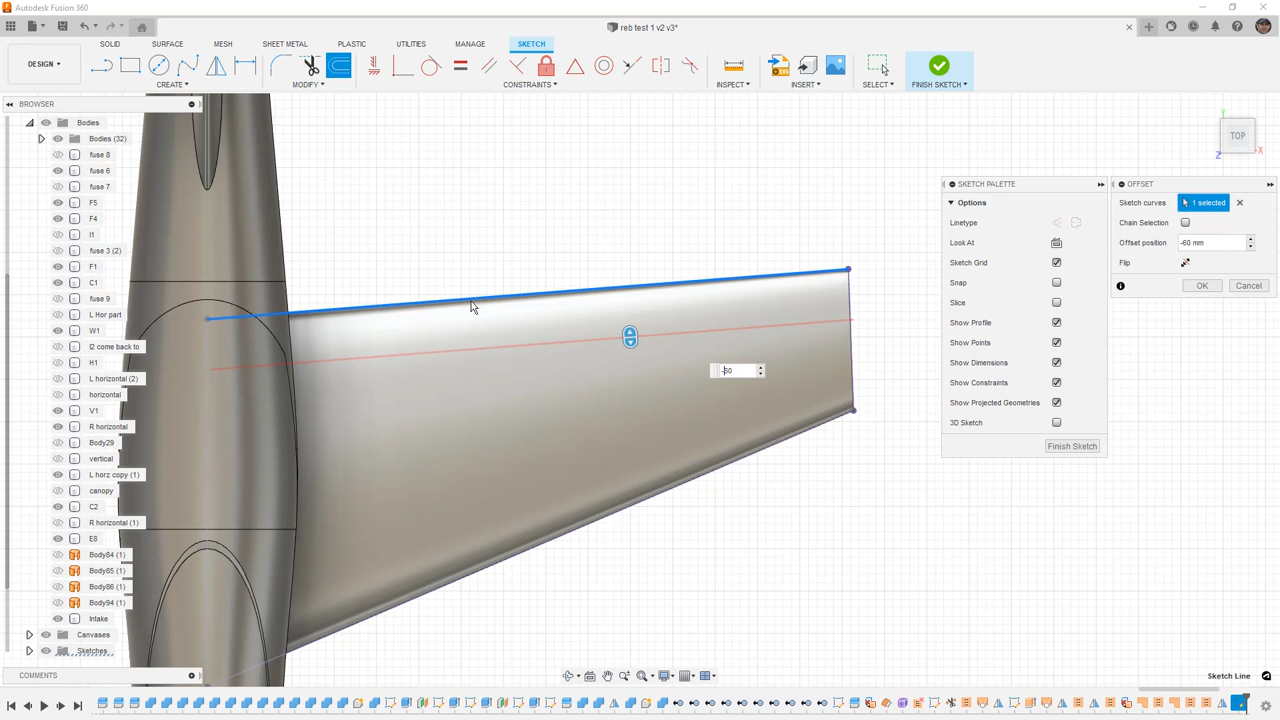 Autodesk Fusion 360
reb test 1 v2 v3*
SOLID SURFACE MESH SHEET METAL PLASTIC UTILITIES MANAGE SKETCH
DESIGN
CREATE MODIFY CONSTRAINTS INSPECT INSERT SELECT FINISH SKETCH
BROWSER
Bodies
Bodies (32)
fuse 8
fuse 6
fuse 7
F5
F4
I1
fuse 3 (2)
F1
C1
fuse 9
L Hor part
W1
I2 come back to
H1
L horizontal (2)
horizontal
V1
R horizontal
Body29
vertical
L horz copy (1)
canopy
C2
R horizontal (1)
E8
Body84 (1)
Body85 (1)
Body86 (1)
Body94 (1)
Intake
Canvases
Sketches
COMMENTS
Y
TOP
X
Z
SKETCH PALETTE
Options
Linetype
Look At
Sketch Grid
Snap
Slice
Show Profile
Show Points
Show Dimensions
Show Constraints
Show Projected Geometries
3D Sketch
Finish Sketch
OFFSET
Sketch curves 1 selected
Chain Selection
Offset position -60 mm
Flip
OK Cancel
-60
Sketch Line